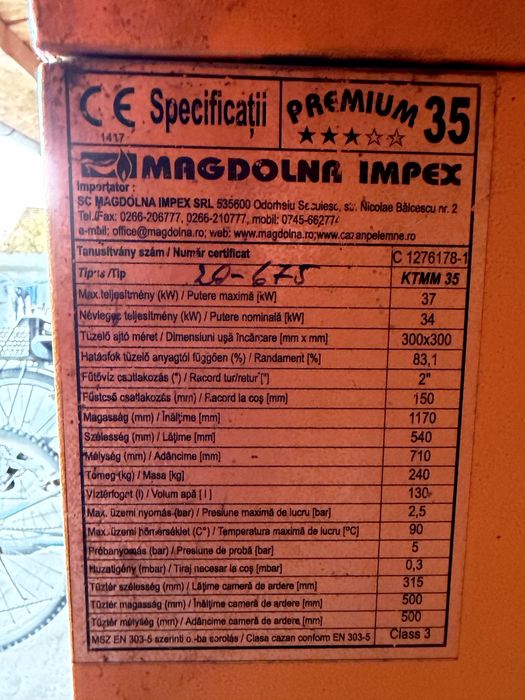 CE Specificații PREMIUM 35
1417
MAGDOLNA IMPEX
Importator :
SC MAGDOLNA IMPEX SRL 535600 Odorheiu Secuiesc, str. Nicolae Bălcescu nr. 2
Tel./Fax: 0266-206777, 0266-210777, mobil: 0745-662774
e-mail: office@magdolna.ro; web: www.magdolna.ro;www.cazanpelemne.ro
Tanusítvány szám / Număr certificat C 1276178-1
Típus /Tip 20-675 KTMM 35
Max.teljesítmény (kW) / Putere maximă [kW] 37
Névleges teljesítmény (kW) / Putere nominală [kW] 34
Tüzelő ajtó méret / Dimensiuni ușă încărcare [mm x mm] 300x300
Hatásfok tüzelő anyagtól függően (%) / Randament [%] 83,1
Fűtővíz csatlakozás (") / Racord tur/retur ["] 2"
Füstcső csatlakozás (mm) / Racord la coș [mm] 150
Magasság (mm) / Înălțime [mm] 1170
Szélesség (mm) / Lățime [mm] 540
Mélység (mm) / Adâncime [mm] 710
Tömeg (kg) / Masa [kg] 240
Víztérfogat (l) / Volum apă [ l ] 130
Max. üzemi nyomás (bar) / Presiune maximă de lucru [bar] 2,5
Max. üzemi hőmérséklet (C°) / Temperatura maximă de lucru [°C] 90
Próbanyomás (bar) / Presiune de probă [bar] 5
Huzatigény (mbar) / Tiraj necesar la coș [mbar] 0,3
Tűztér szélesség (mm) / Lățime cameră de ardere [mm] 315
Tűztér magasság (mm) / Înălțime cameră de ardere [mm] 500
Tűztér mélység (mm) / Adâncime cameră de ardere [mm] 500
MSZ EN 303-5 szerinti o.-ba sorolás / Clasa cazan conform EN 303-5 Class 3